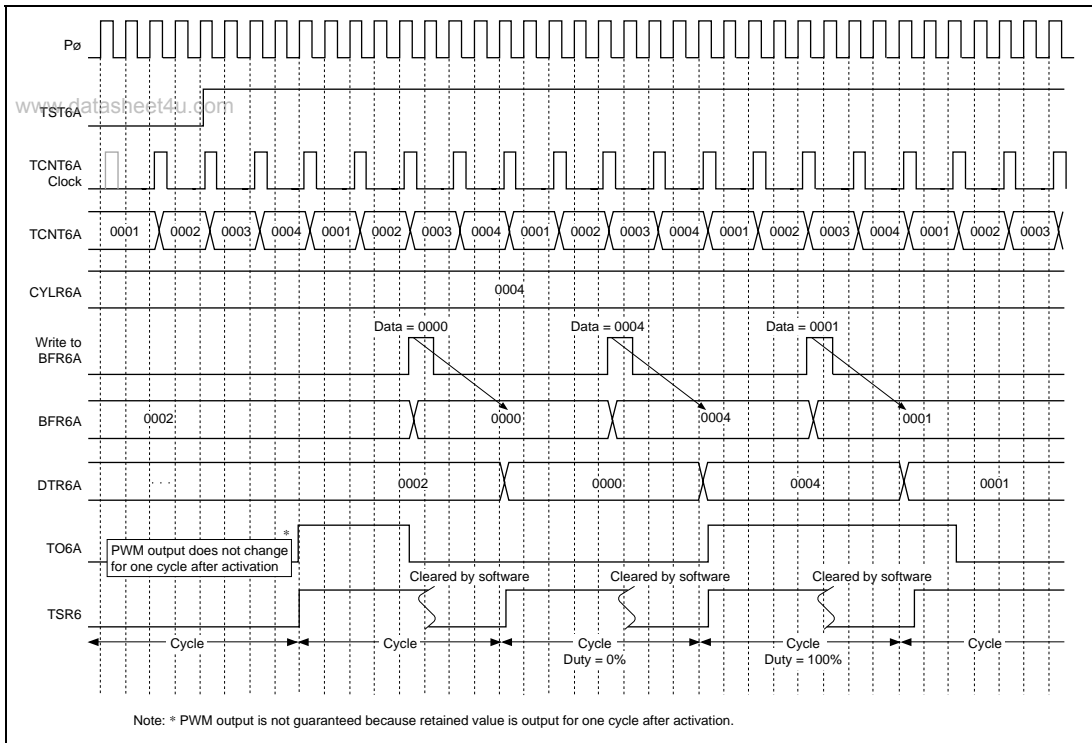 Pø
www.datasheet4u.com
TST6A
TCNT6A
Clock
TCNT6A
0001 0002 0003 0004 0001 0002 0003 0004 0001 0002 0003 0004 0001 0002 0003 0004 0001 0002 0003
CYLR6A
0004
Data = 0000 Data = 0004 Data = 0001
Write to
BFR6A
BFR6A
0002 0000 0004 0001
DTR6A
. . . 0002 0000 0004 0001
TO6A
*
PWM output does not change
for one cycle after activation
Cleared by software Cleared by software Cleared by software
TSR6
Cycle Cycle Cycle Cycle Cycle
Duty = 0% Duty = 100%
Note: * PWM output is not guaranteed because retained value is output for one cycle after activation.